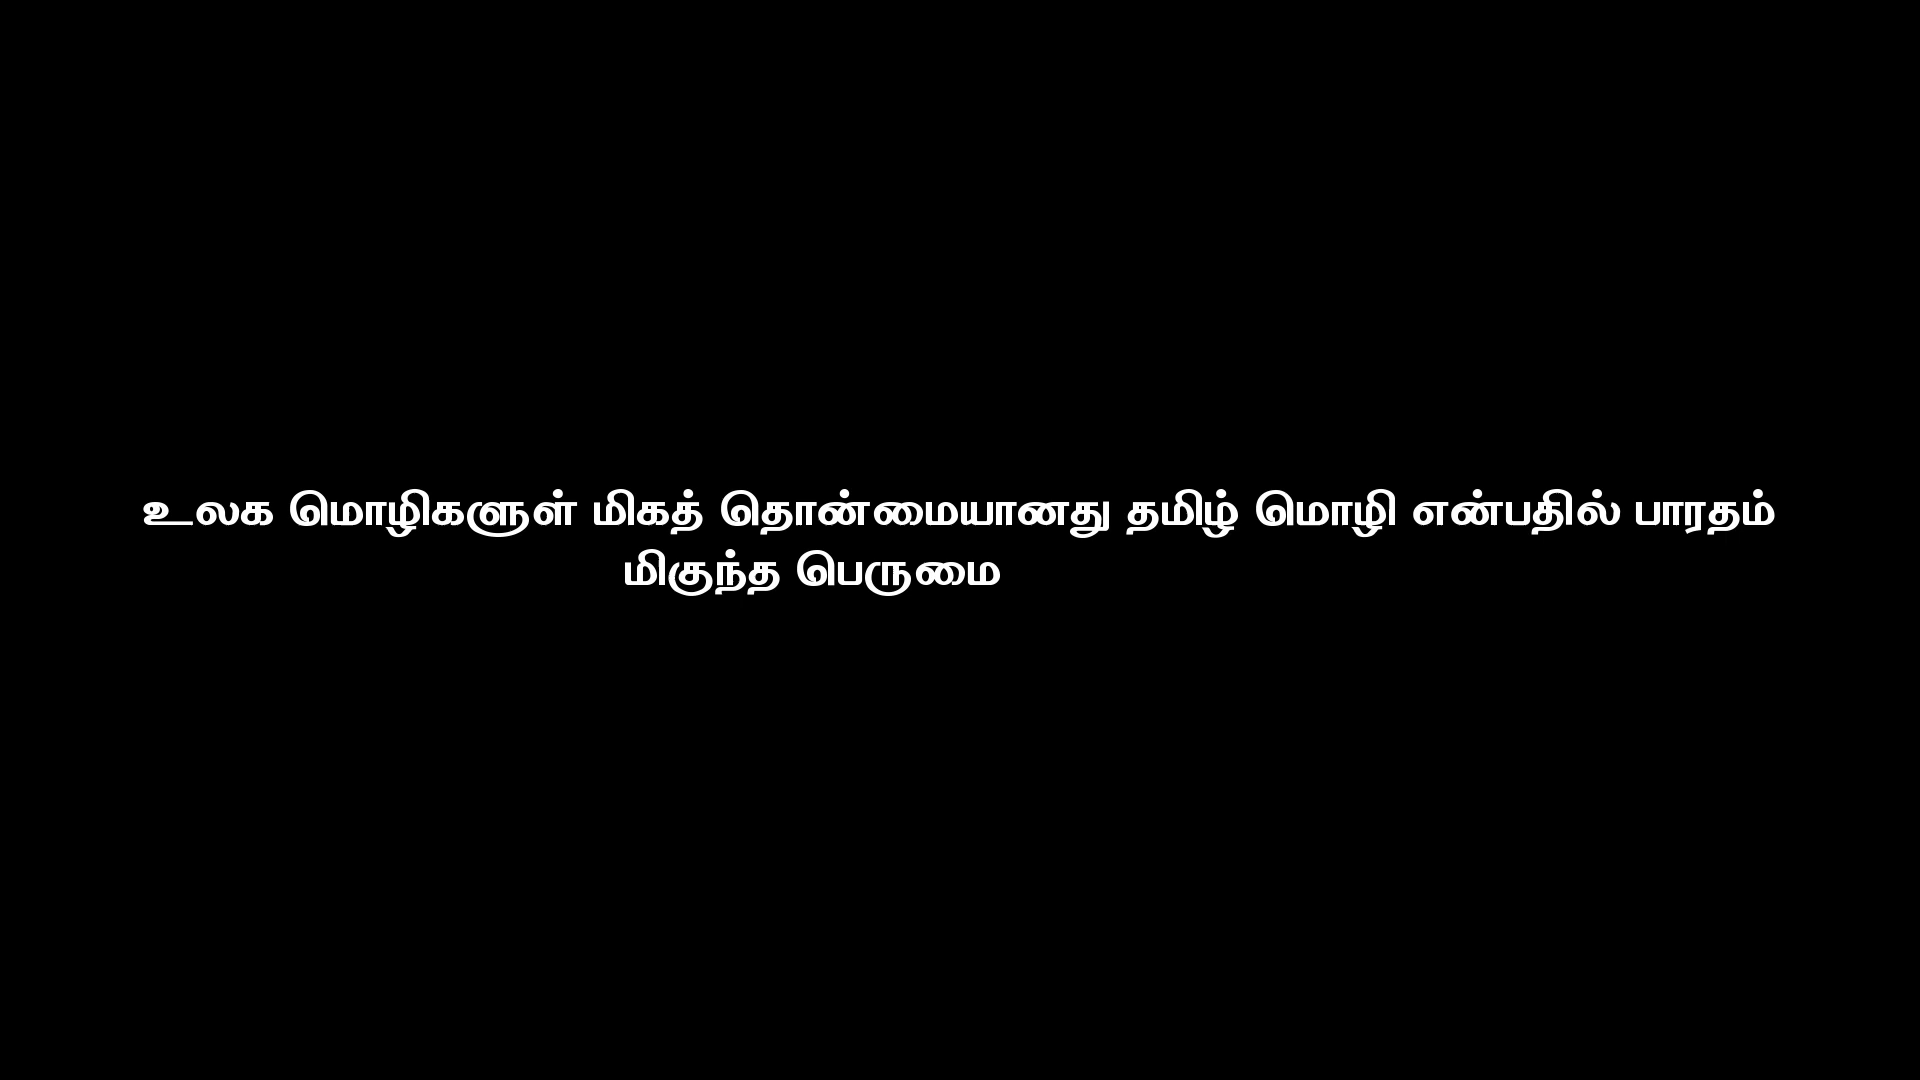 உலக மொழிகளுள் மிகத் தொன்மையானது தமிழ் மொழி என்பதில் பாரதம்
மிகுந்த பெருமை